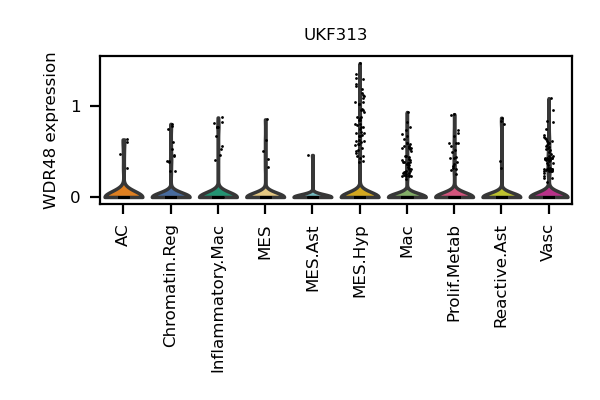 UKF313
WDR48 expression
1
0
AC
Chromatin.Reg
Inflammatory.Mac
MES
MES.Ast
MES.Hyp
Mac
Prolif.Metab
Reactive.Ast
Vasc